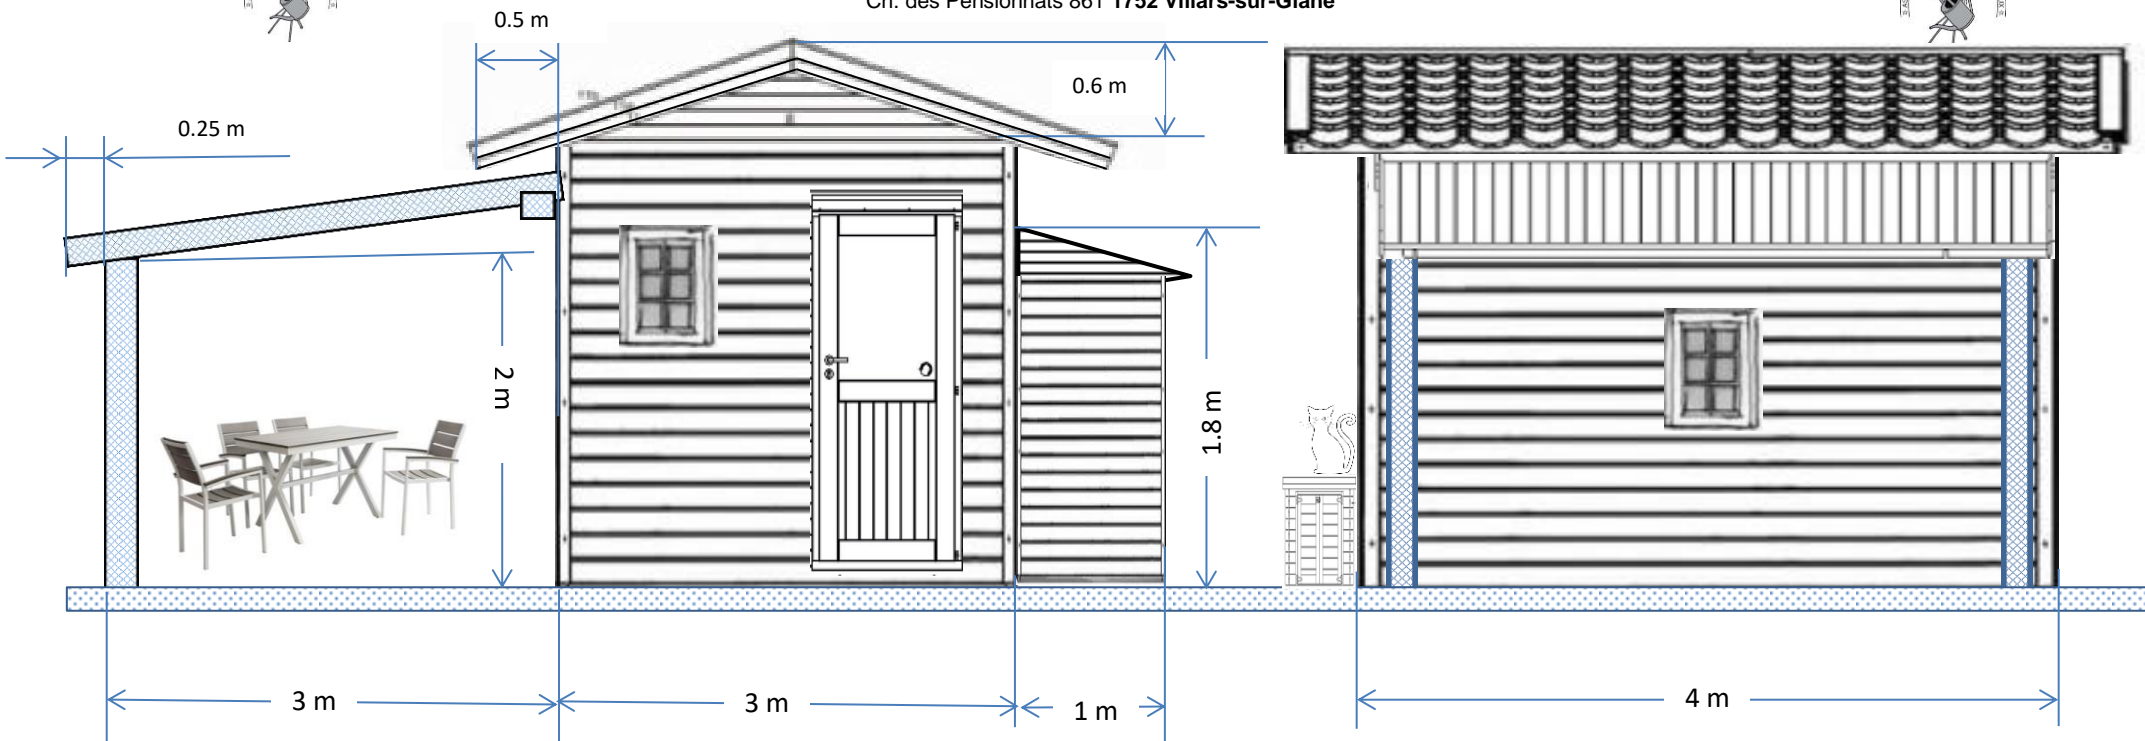 Ch. des Pensionnats 861 1752 Villars-sur-Glâne
0.5 m
0.6 m
0.25 m
2 m
1.8 m
3 m
3 m
1 m
4 m